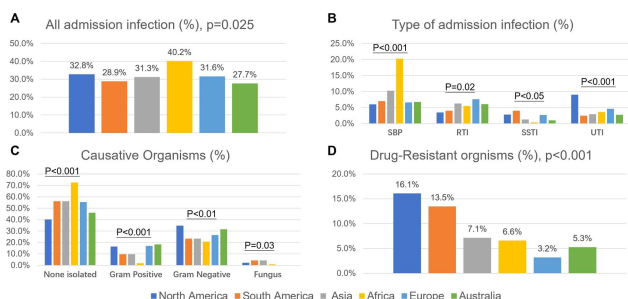 A
All admission infection (%), p=0.025
50.0%
40.0%
30.0%
20.0%
10.0%
0.0%
32.8%
28.9%
31.3%
40.2%
31.6%
27.7%
B
Type of admission infection (%)
25.0%
20.0%
15.0%
10.0%
5.0%
0.0%
P<0.001
P=0.02
P<0.05
P<0.001
SBP RTI SSTI UTI
C
Causative Organisms (%)
80.0%
70.0%
60.0%
50.0%
40.0%
30.0%
20.0%
10.0%
0.0%
P<0.001
P<0.001
P<0.01
P=0.03
None isolated Gram Positive Gram Negative Fungus
D
Drug-Resistant orgnisms (%), p<0.001
20.0%
15.0%
10.0%
5.0%
0.0%
16.1%
13.5%
7.1%
6.6%
3.2%
5.3%
North America South America Asia Africa Europe Australia